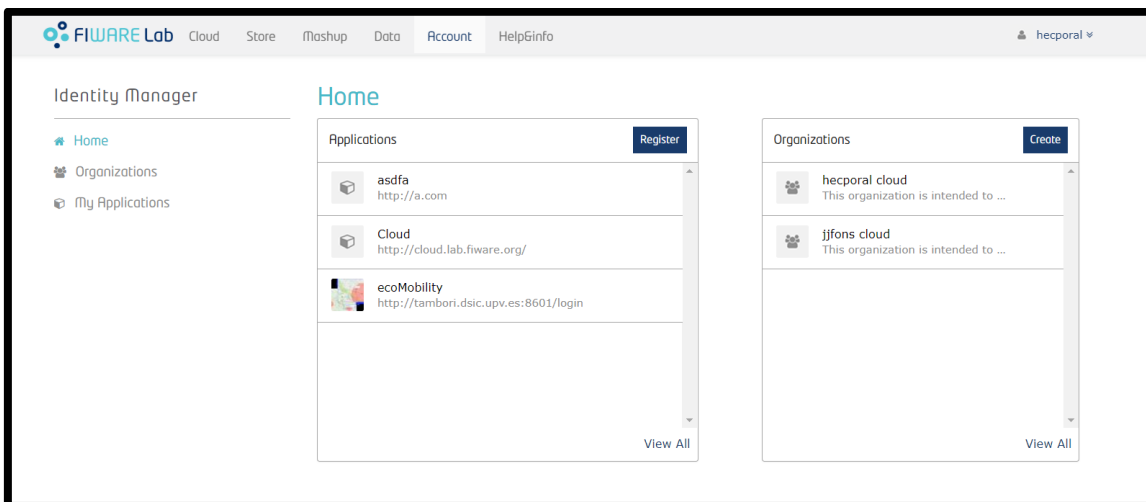 FIWARE Lab Cloud Store Mashup Data Account Help&info hecporal
Identity Manager
Home
Organizations
My Applications
Home
Applications Register
asdfa
http://a.com
Cloud
http://cloud.lab.fiware.org/
ecoMobility
http://tambori.dsic.upv.es:8601/login
View All
Organizations Create
hecporal cloud
This organization is intended to ...
jjfons cloud
This organization is intended to ...
View All